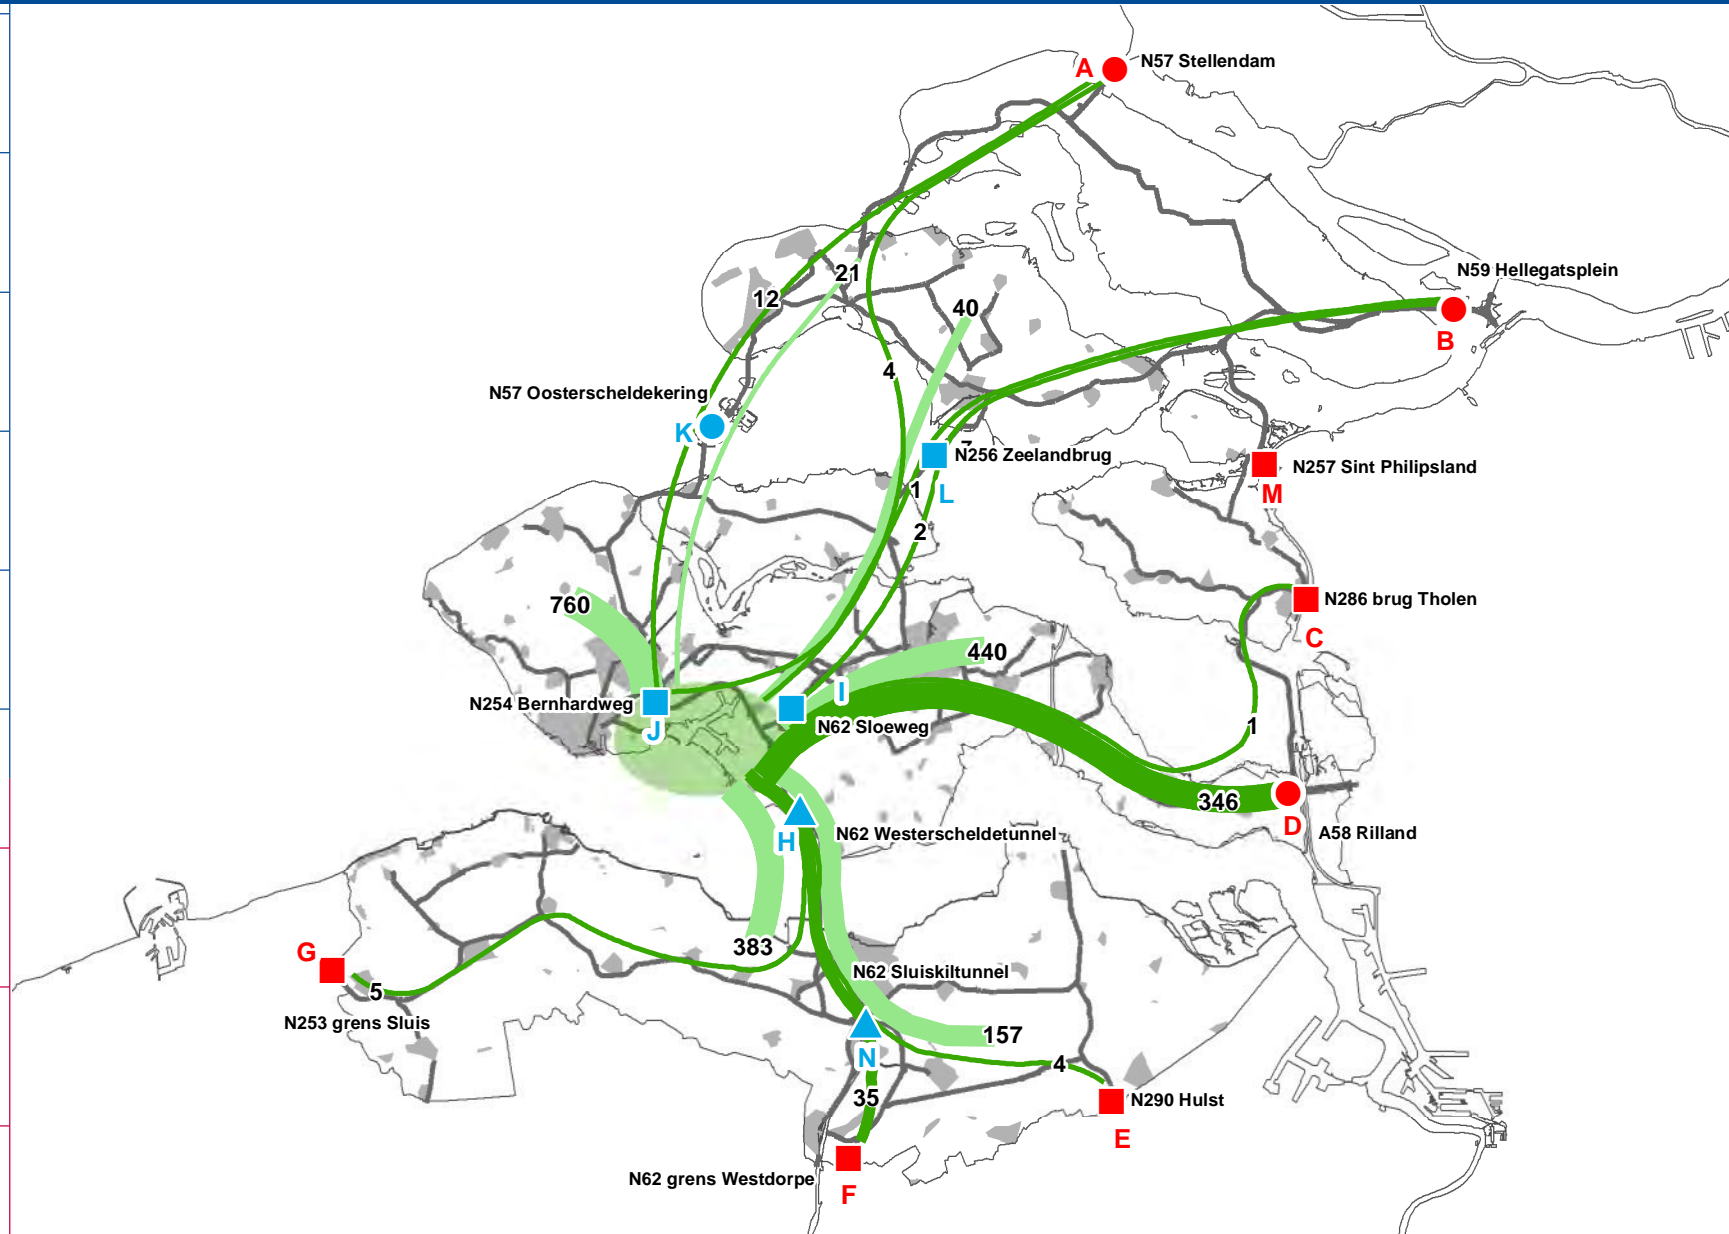 A
N57 Stellendam
21
12
40
N59 Hellegatsplein
B
4
N57 Oosterscheldekering
K
7
N256 Zeelandbrug
L
1
2
N257 Sint Philipsland
M
760
N286 brug Tholen
C
440
N254 Bernhardweg
J
I
N62 Sloeweg
1
346
D
A58 Rilland
H
N62 Westerscheldetunnel
383
G
5
N253 grens Sluis
N62 Sluiskiltunnel
157
N
4
35
N290 Hulst
E
N62 grens Westdorpe
F